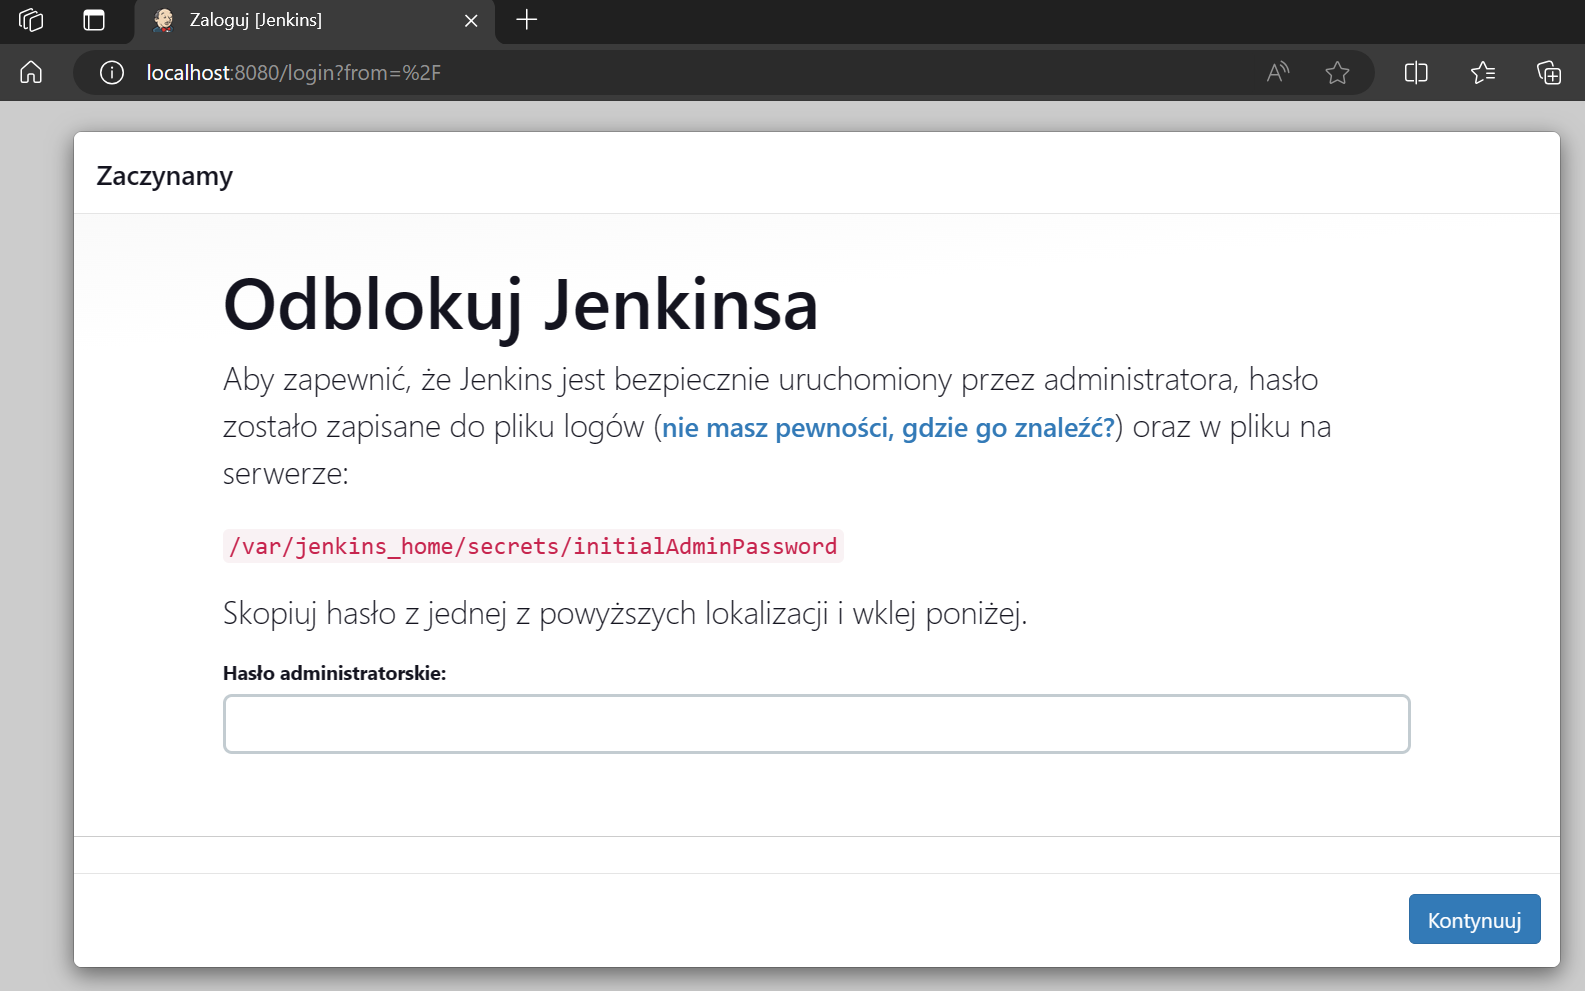 Zaloguj [Jenkins]
localhost:8080/login?from=%2F
Zaczynamy
Odblokuj Jenkinsa
Aby zapewnić, że Jenkins jest bezpiecznie uruchomiony przez administratora, hasło
zostało zapisane do pliku logów (nie masz pewności, gdzie go znaleźć?) oraz w pliku na
serwerze:
/var/jenkins_home/secrets/initialAdminPassword
Skopiuj hasło z jednej z powyższych lokalizacji i wklej poniżej.
Hasło administratorskie:
Kontynuuj